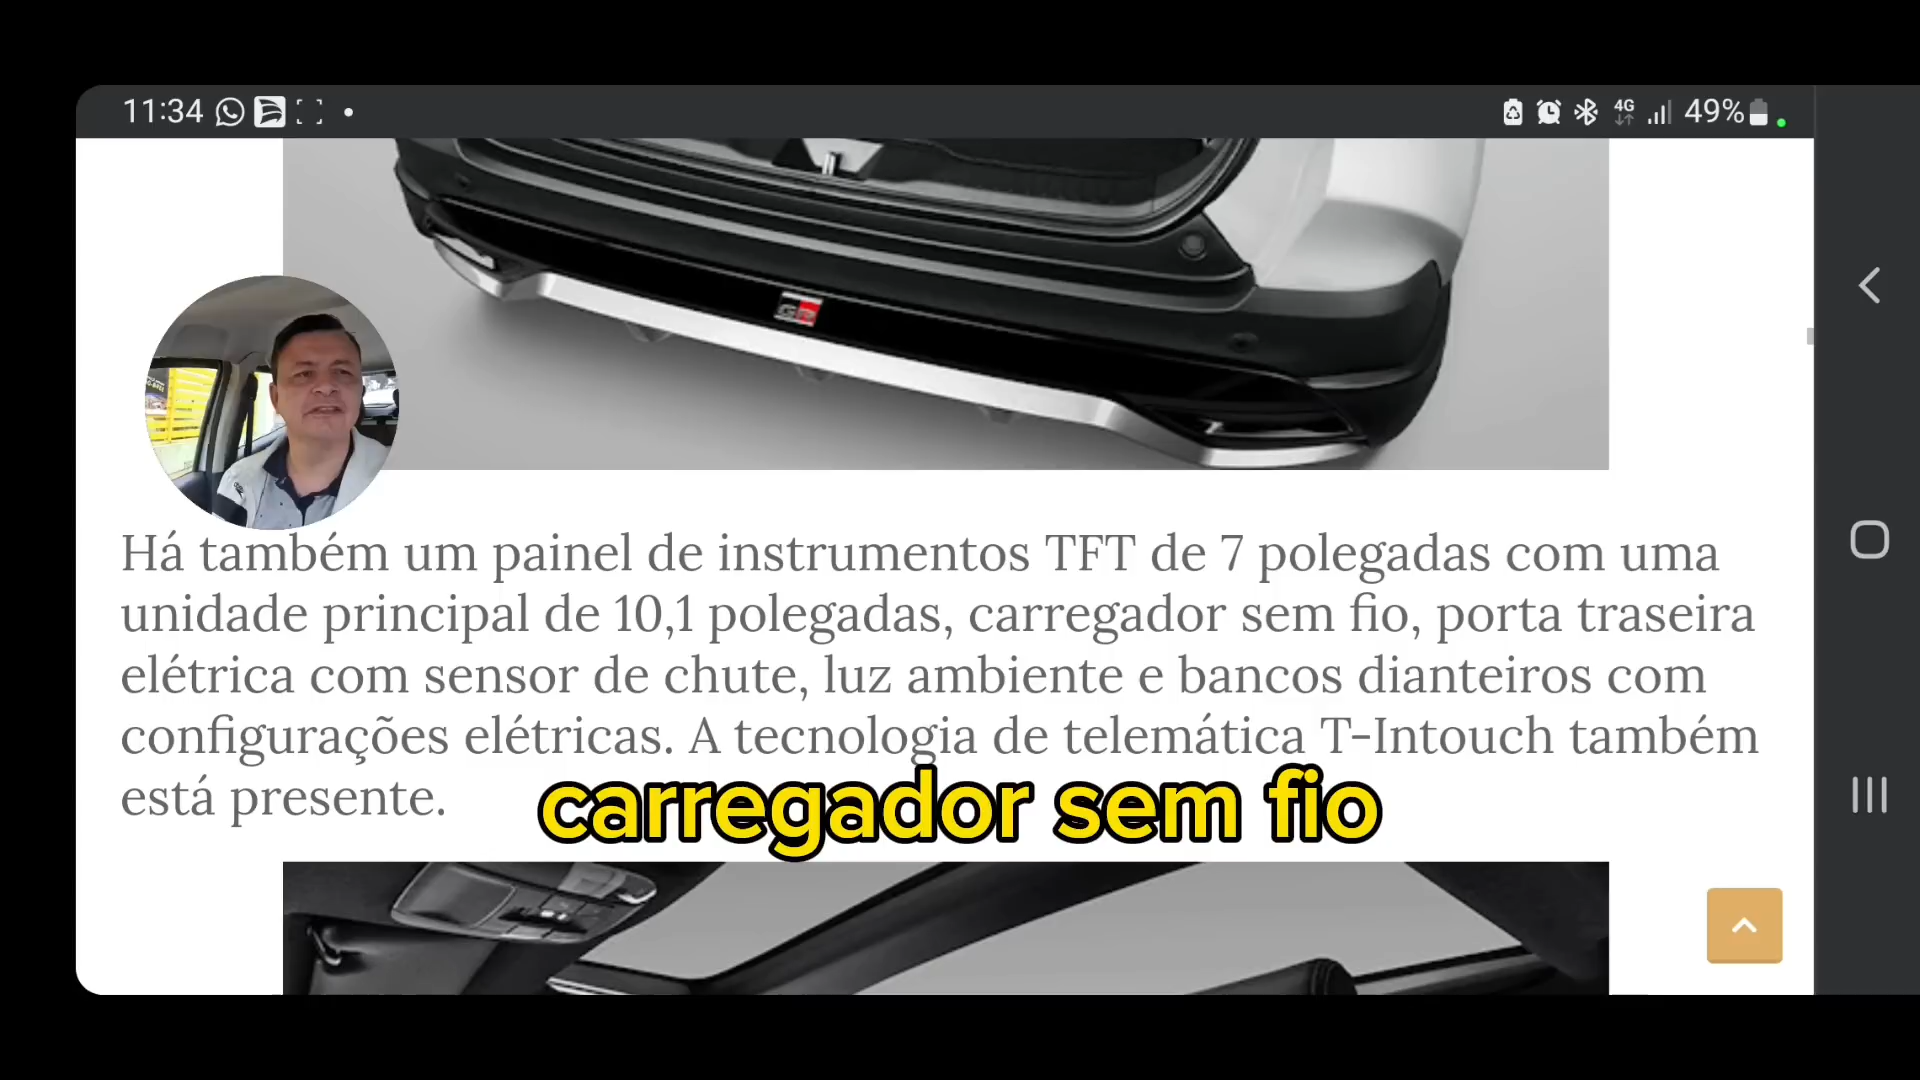 11:34
4G
49%
GR
Há também um painel de instrumentos TFT de 7 polegadas com uma
unidade principal de 10,1 polegadas, carregador sem fio, porta traseira
elétrica com sensor de chute, luz ambiente e bancos dianteiros com
configurações elétricas. A tecnologia de telemática T-Intouch também
está presente.
carregador sem fio